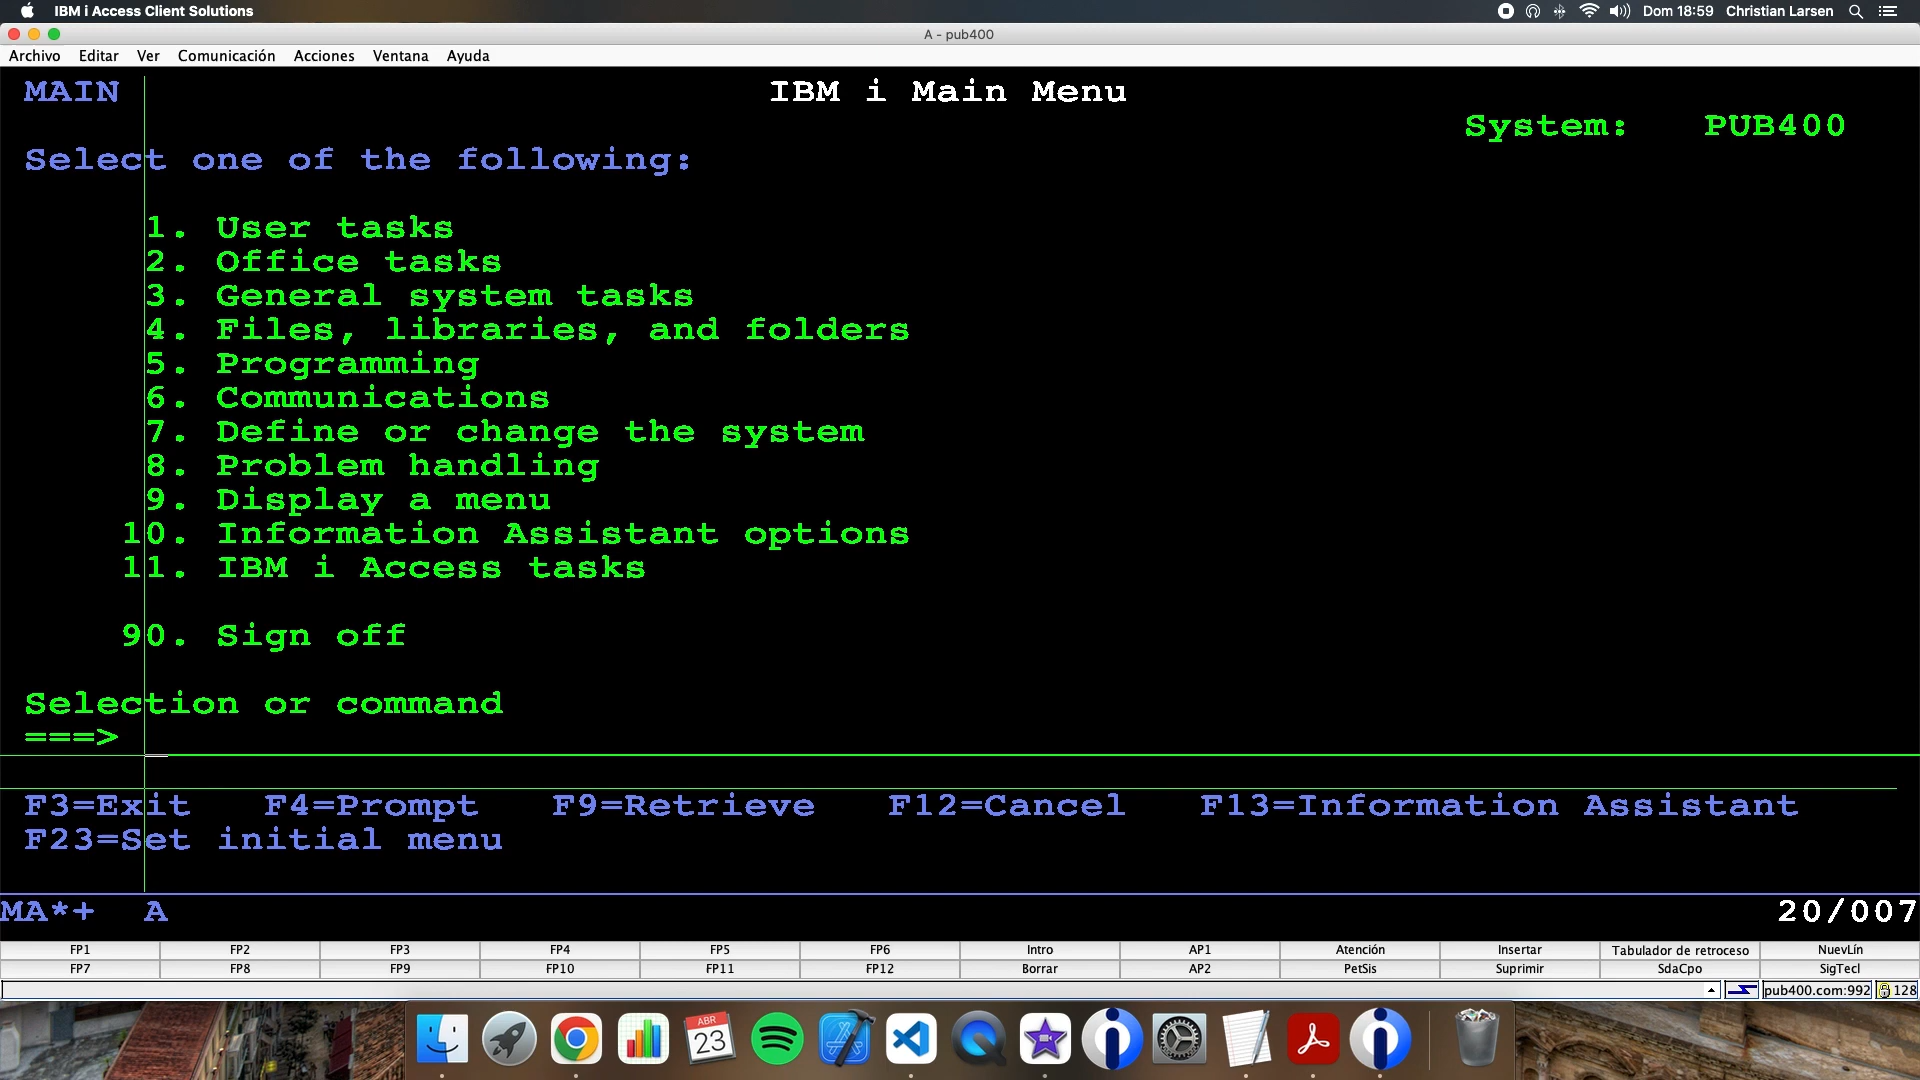 IBM i Access Client Solutions
Dom 18:59 Christian Larsen
A - pub400
Archivo Editar Ver Comunicación Acciones Ventana Ayuda
MAIN IBM i Main Menu
System: PUB400
Select one of the following:
1. User tasks
2. Office tasks
3. General system tasks
4. Files, libraries, and folders
5. Programming
6. Communications
7. Define or change the system
8. Problem handling
9. Display a menu
10. Information Assistant options
11. IBM i Access tasks
90. Sign off
Selection or command
===>
F3=Exit F4=Prompt F9=Retrieve F12=Cancel F13=Information Assistant
F23=Set initial menu
MA*+ A 20/007
FP1 FP2 FP3 FP4 FP5 FP6 Intro AP1 Atención Insertar Tabulador de retroceso NuevLín
FP7 FP8 FP9 FP10 FP11 FP12 Borrar AP2 PetSis Suprimir SdaCpo SigTecl
pub400.com:992 128
ABR
23